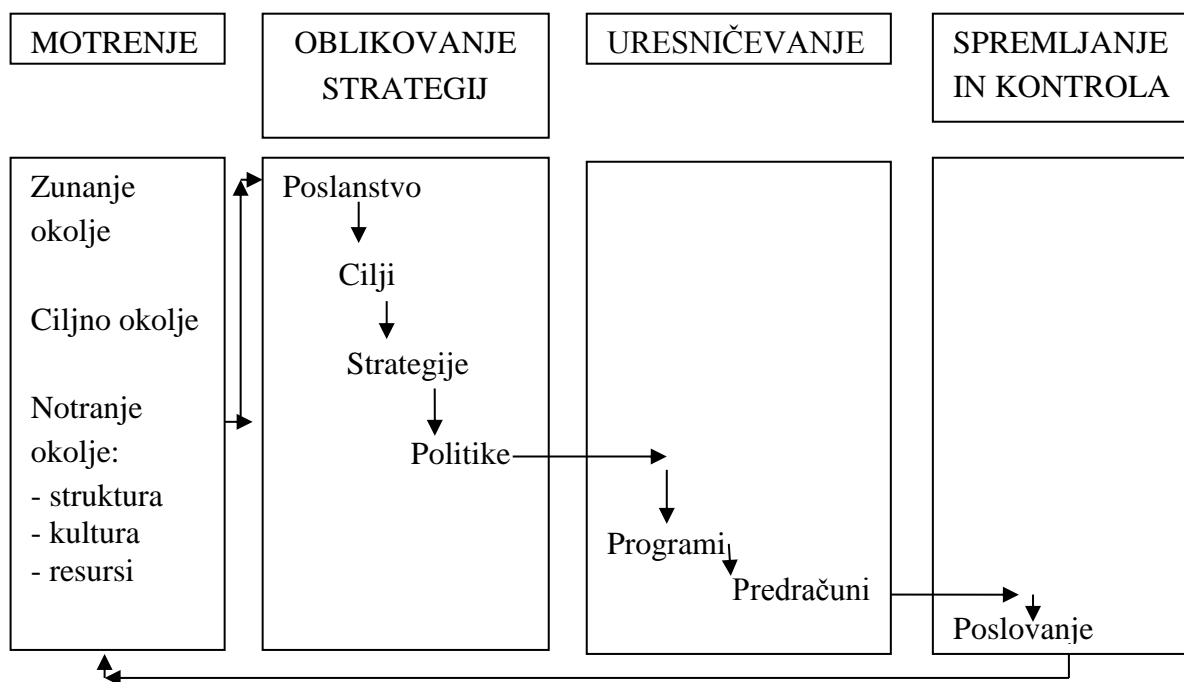 MOTRENJE
OBLIKOVANJE
STRATEGIJ
URESNIČEVANJE
SPREMLJANJE
IN KONTROLA
Zunanje
okolje
Ciljno okolje
Notranje
okolje:
- struktura
- kultura
- resursi
Poslanstvo
Cilji
Strategije
Politike
Programi
Predračuni
Poslovanje